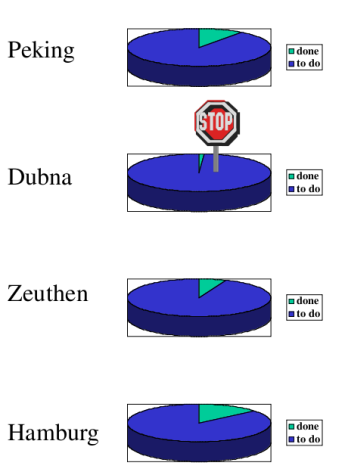 Peking
done
to do
STOP
Dubna
done
to do
Zeuthen
done
to do
Hamburg
done
to do